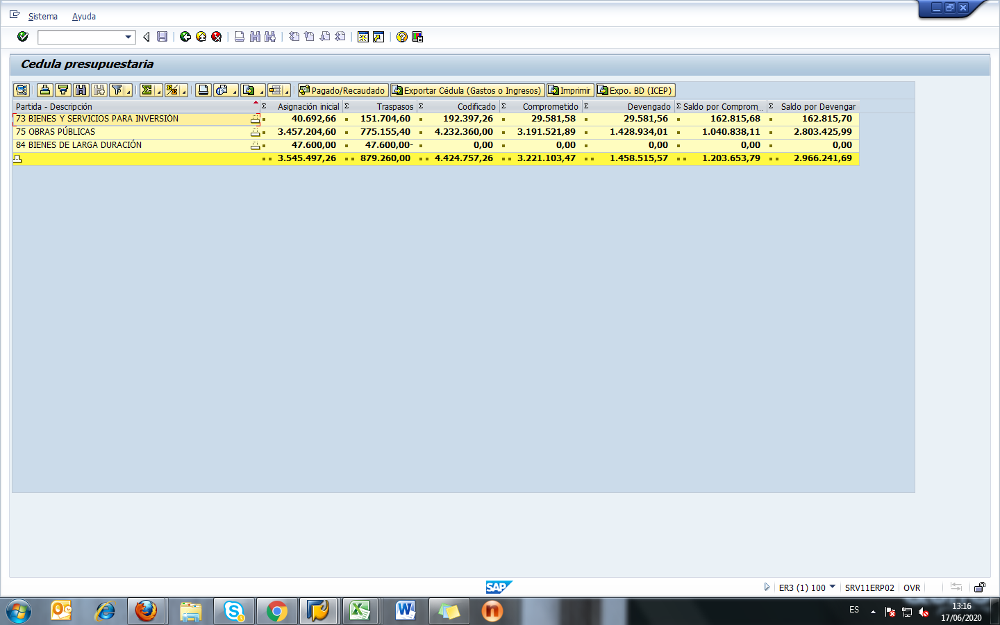 Sistema Ayuda
Cedula presupuestaria
Pagado/Recaudado Exportar Cédula (Gastos o Ingresos) Imprimir Expo. BD (ICEP)
Partida - Descripción Σ Asignación inicial Σ Traspasos Σ Codificado Σ Comprometido Σ Devengado Σ Saldo por Comprom... Σ Saldo por Devengar
73 BIENES Y SERVICIOS PARA INVERSIÓN 40.692,66 151.704,60 192.397,26 29.581,58 29.581,56 162.815,68 162.815,70
75 OBRAS PÚBLICAS 3.457.204,60 775.155,40 4.232.360,00 3.191.521,89 1.428.934,01 1.040.838,11 2.803.425,99
84 BIENES DE LARGA DURACIÓN 47.600,00 47.600,00- 0,00 0,00 0,00 0,00 0,00
3.545.497,26 879.260,00 4.424.757,26 3.221.103,47 1.458.515,57 1.203.653,79 2.966.241,69
SAP
ER3 (1) 100 SRV11ERP02 OVR
ES 13:16
17/06/2020